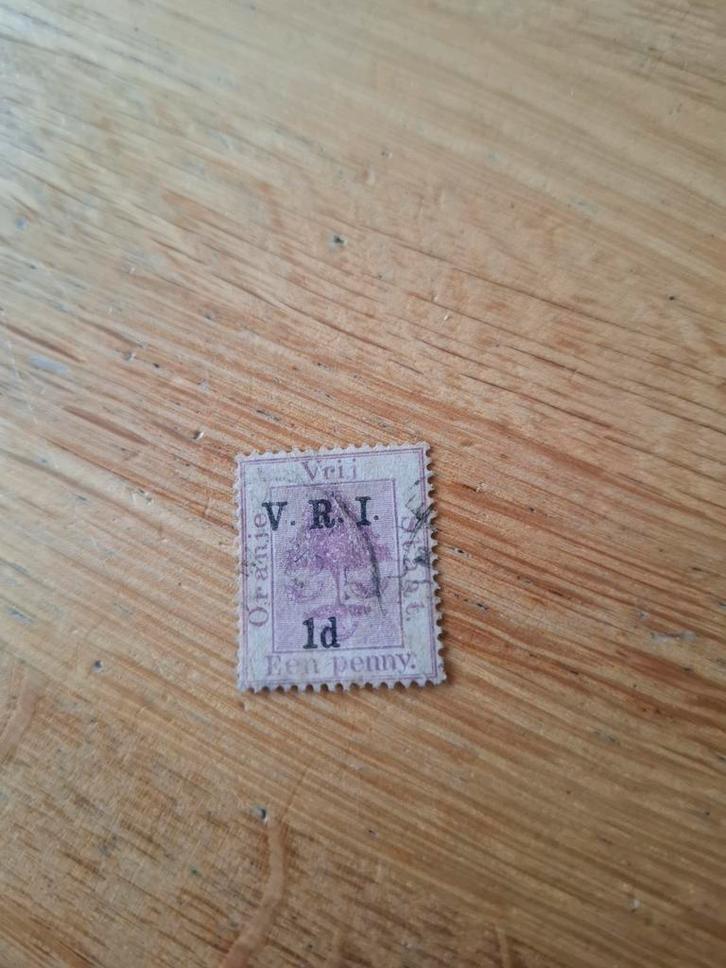 Vrij
Oranje
Staat.
V. R. I.
1d
Een penny.